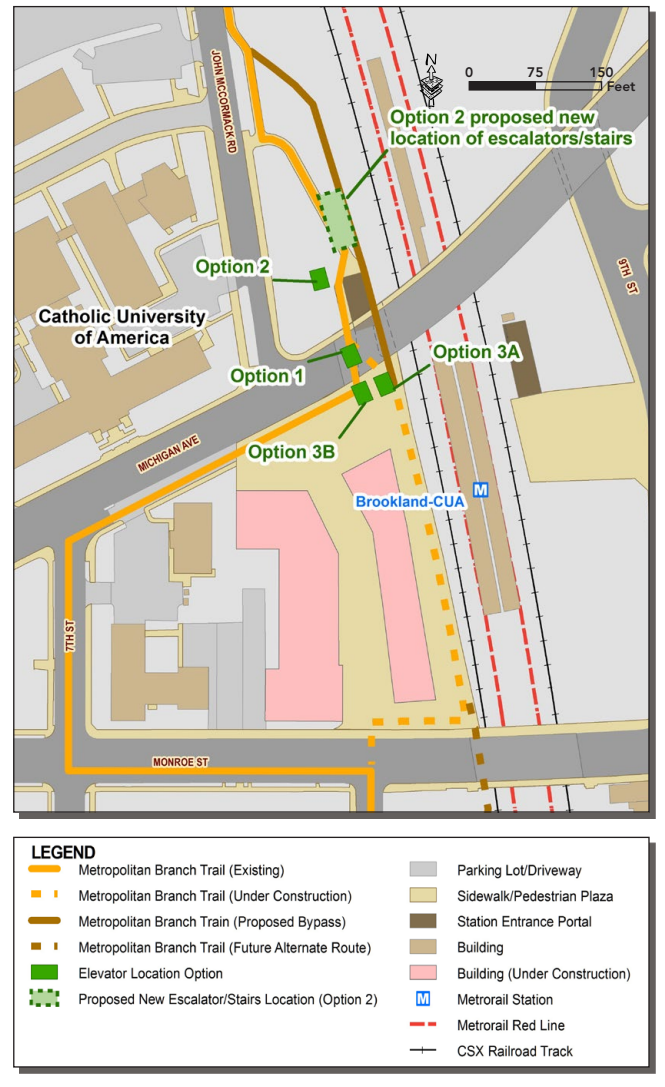 JOHN MCCORMACK RD
N
0 75 150
Feet
Option 2 proposed new
location of escalators/stairs
9TH ST
Option 2
Catholic University
of America
Option 1
Option 3A
Option 3B
MICHIGAN AVE
Brookland-CUA
M
7TH ST
MONROE ST
LEGEND
Metropolitan Branch Trail (Existing)
Metropolitan Branch Trail (Under Construction)
Metropolitan Branch Train (Proposed Bypass)
Metropolitan Branch Trail (Future Alternate Route)
Elevator Location Option
Proposed New Escalator/Stairs Location (Option 2)
Parking Lot/Driveway
Sidewalk/Pedestrian Plaza
Station Entrance Portal
Building
Building (Under Construction)
M Metrorail Station
Metrorail Red Line
CSX Railroad Track